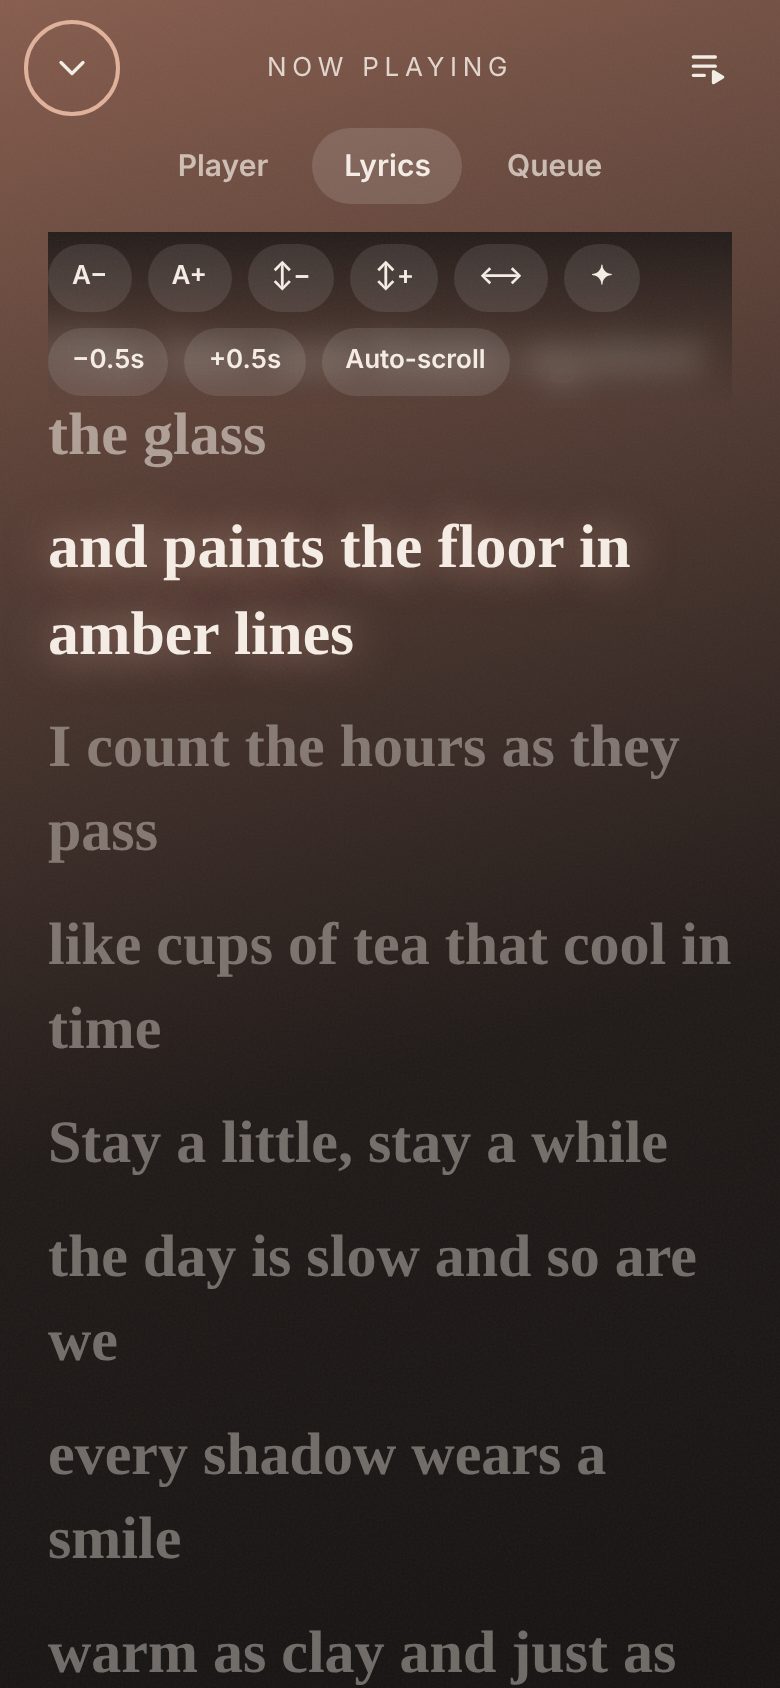 NOW PLAYING
Player Lyrics Queue
A− A+ ↕− ↕+ ↔ ✦
−0.5s +0.5s Auto-scroll
the glass
and paints the floor in
amber lines
I count the hours as they
pass
like cups of tea that cool in
time
Stay a little, stay a while
the day is slow and so are
we
every shadow wears a
smile
warm as clay and just as